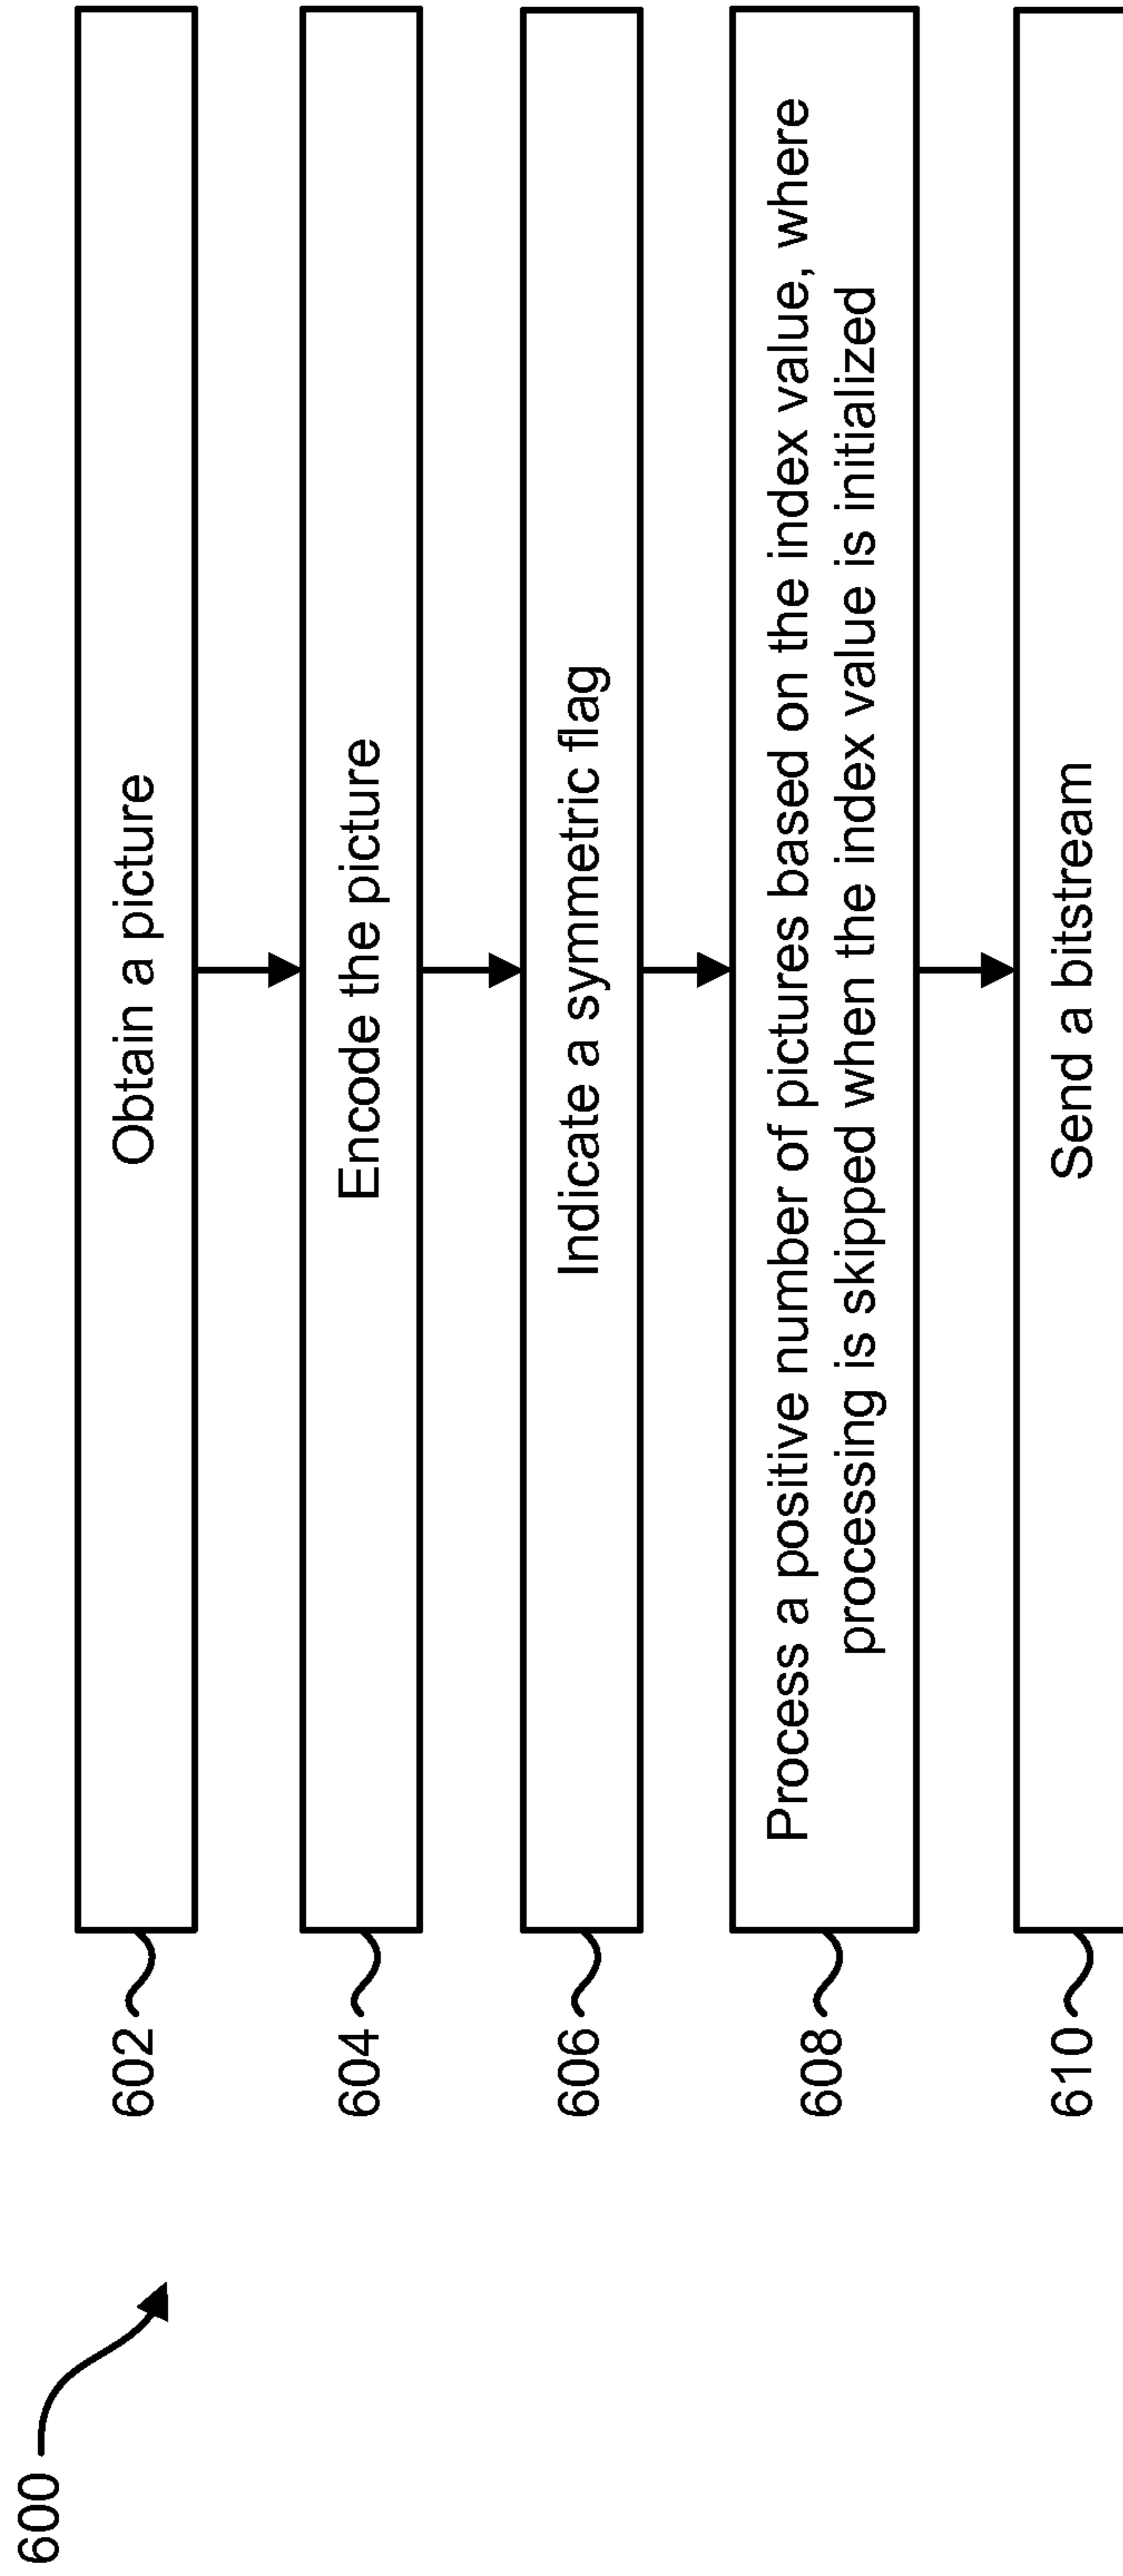 600
602
Obtain a picture
604
Encode the picture
606
Indicate a symmetric flag
608
Process a positive number of pictures based on the index value, where
processing is skipped when the index value is initialized
610
Send a bitstream